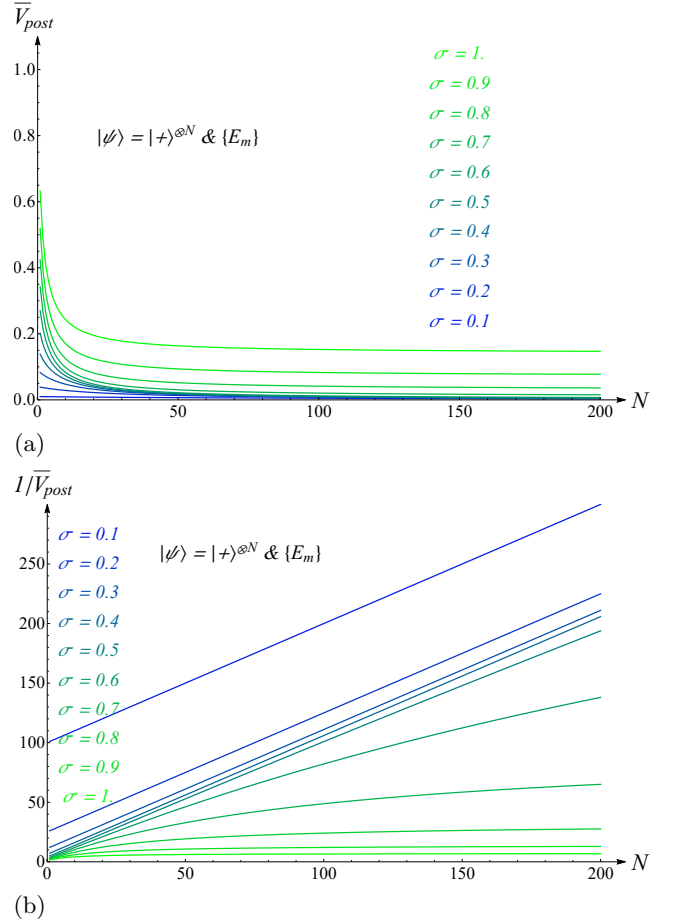 V̅post
1.0
σ = 1.
σ = 0.9
0.8
σ = 0.8
|ψ⟩ = |+⟩⊗N & {Em}
σ = 0.7
0.6
σ = 0.6
σ = 0.5
0.4
σ = 0.4
σ = 0.3
0.2
σ = 0.2
σ = 0.1
0.0
0 50 100 150 200 N
(a)
1/V̅post
σ = 0.1
|ψ⟩ = |+⟩⊗N & {Em}
250
σ = 0.2
σ = 0.3
200
σ = 0.4
σ = 0.5
150
σ = 0.6
σ = 0.7
100
σ = 0.8
σ = 0.9
50
σ = 1.
0
0 50 100 150 200 N
(b)